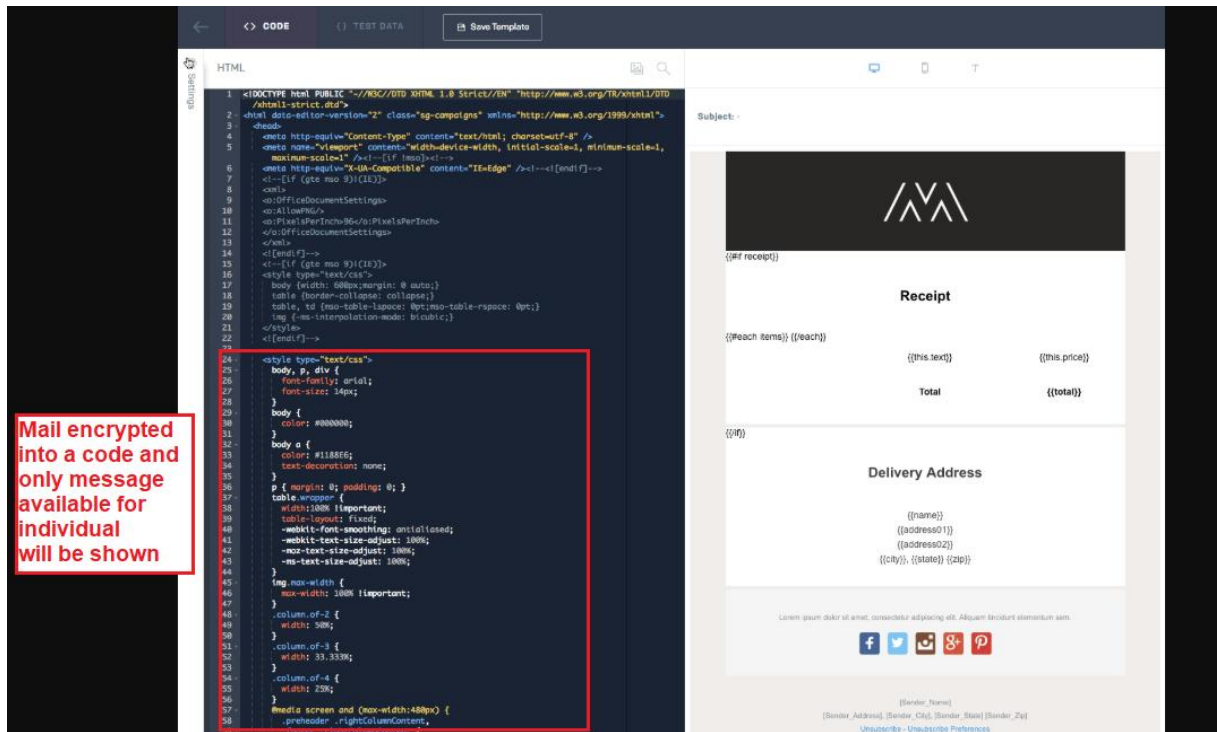 <> CODE
{} TEST DATA
Save Template
Settings
HTML
1 <!DOCTYPE html PUBLIC "-//W3C//DTD XHTML 1.0 Strict//EN" "http://www.w3.org/TR/xhtml1/DTD
/xhtml1-strict.dtd">
2 <html data-editor-version="2" class="sg-campaigns" xmlns="http://www.w3.org/1999/xhtml">
3 <head>
4 <meta http-equiv="Content-Type" content="text/html; charset=utf-8" />
5 <meta name="viewport" content="width=device-width, initial-scale=1, minimum-scale=1,
maximum-scale=1" /><!--[if !mso]><!-->
6 <meta http-equiv="X-UA-Compatible" content="IE=Edge" /><!--<![endif]-->
7 <!--[if (gte mso 9)|(IE)]>
8 <xml>
9 <o:OfficeDocumentSettings>
10 <o:AllowPNG/>
11 <o:PixelsPerInch>96</o:PixelsPerInch>
12 </o:OfficeDocumentSettings>
13 </xml>
14 <![endif]-->
15 <!--[if (gte mso 9)|(IE)]>
16 <style type="text/css">
17 body {width: 600px;margin: 0 auto;}
18 table {border-collapse: collapse;}
19 table, td {mso-table-lspace: 0pt;mso-table-rspace: 0pt;}
20 img {-ms-interpolation-mode: bicubic;}
21 </style>
22 <![endif]-->
23
24 <style type="text/css">
25 body, p, div {
26 font-family: arial;
27 font-size: 14px;
28 }
29 body {
30 color: #000000;
31 }
32 body a {
33 color: #1188E6;
34 text-decoration: none;
35 }
36 p { margin: 0; padding: 0; }
37 table.wrapper {
38 width:100% !important;
39 table-layout: fixed;
40 -webkit-font-smoothing: antialiased;
41 -webkit-text-size-adjust: 100%;
42 -moz-text-size-adjust: 100%;
43 -ms-text-size-adjust: 100%;
44 }
45 img.max-width {
46 max-width: 100% !important;
47 }
48 .column.of-2 {
49 width: 50%;
50 }
51 .column.of-3 {
52 width: 33.333%;
53 }
54 .column.of-4 {
55 width: 25%;
56 }
57 @media screen and (max-width:480px) {
58 .preheader .rightColumnContent,
Mail encrypted
into a code and
only message
available for
individual
will be shown
Subject: -
{{#if receipt}}
Receipt
{{#each items}} {{/each}}
{{this.text}} {{this.price}}
Total {{total}}
{{/if}}
Delivery Address
{{name}}
{{address01}}
{{address02}}
{{city}}, {{state}} {{zip}}
Lorem ipsum dolor sit amet, consectetur adipiscing elit. Aliquam tincidunt elementum sem.
[Sender_Name]
[Sender_Address], [Sender_City], [Sender_State] [Sender_Zip]
Unsubscribe - Unsubscribe Preferences